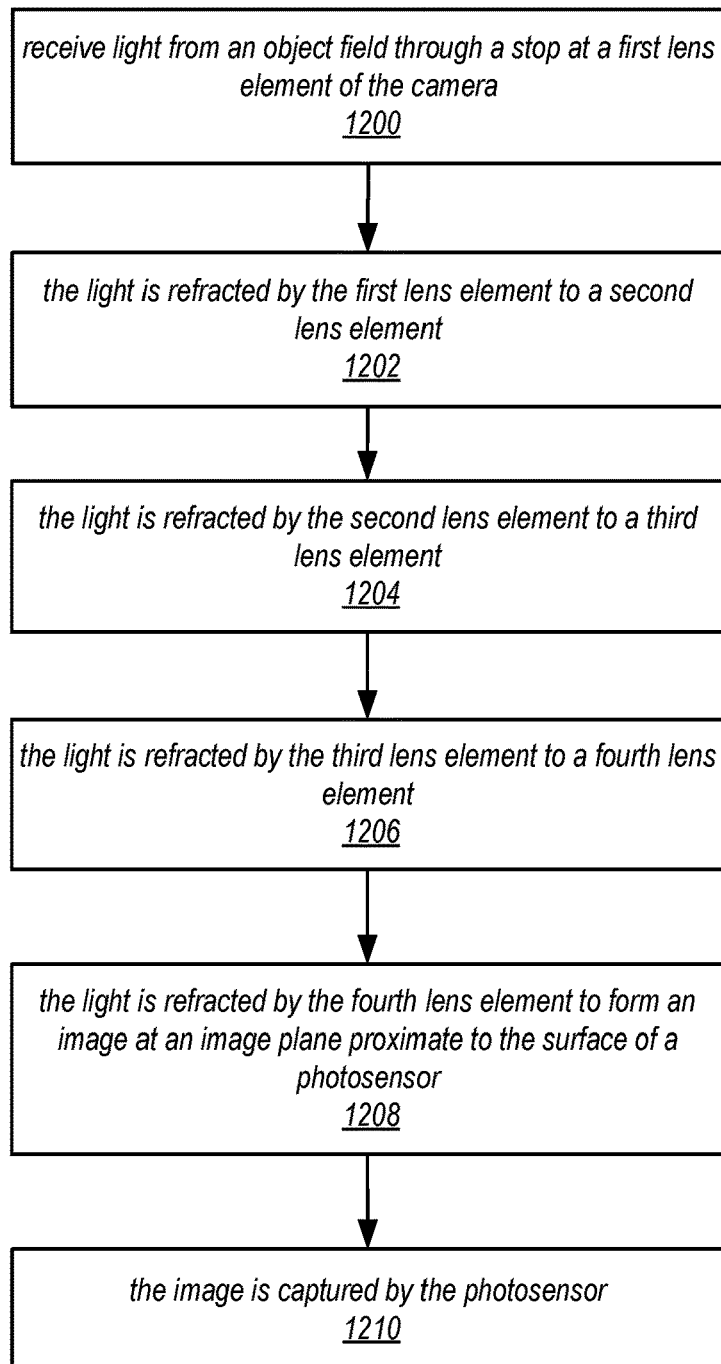 receive light from an object field through a stop at a first lens
element of the camera
1200
the light is refracted by the first lens element to a second
lens element
1202
the light is refracted by the second lens element to a third
lens element
1204
the light is refracted by the third lens element to a fourth lens
element
1206
the light is refracted by the fourth lens element to form an
image at an image plane proximate to the surface of a
photosensor
1208
the image is captured by the photosensor
1210